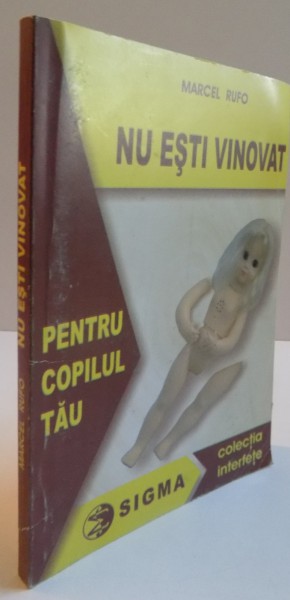 MARCEL RUFO
NU EŞTI VINOVAT
PENTRU
COPILUL
TĂU
SIGMA
colecţia
interfeţe
MARCEL RUFO NU EŞTI VINOVAT